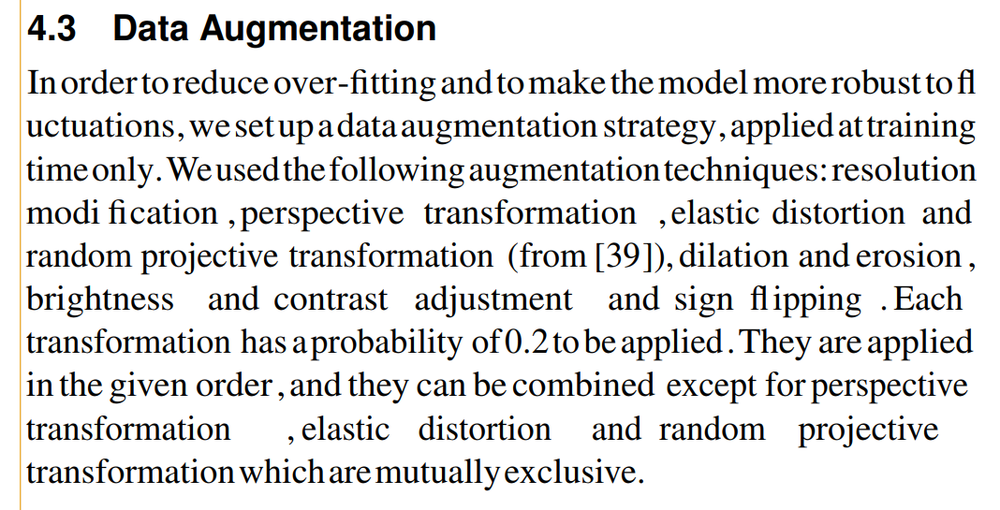 4.3 Data Augmentation
In order to reduce over-fitting and to make the model more robust to fl
uctuations, we set up a data augmentation strategy, applied at training
time only. We used the following augmentation techniques: resolution
modi fication , perspective transformation , elastic distortion and
random projective transformation (from [39]), dilation and erosion ,
brightness and contrast adjustment and sign flipping . Each
transformation has a probability of 0.2 to be applied. They are applied
in the given order, and they can be combined except for perspective
transformation , elastic distortion and random projective
transformation which are mutually exclusive.